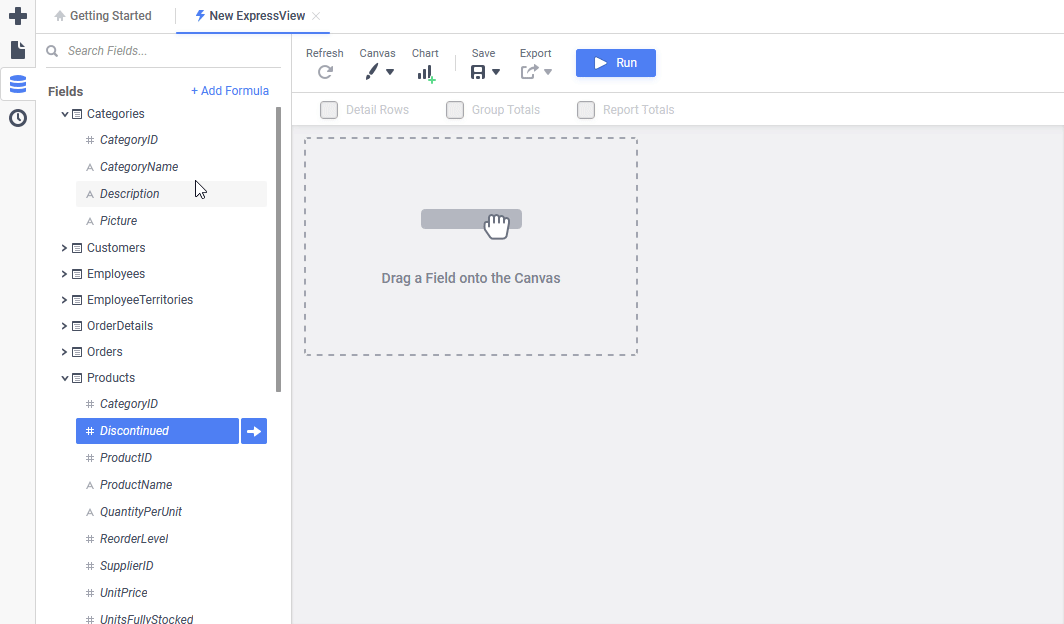 Getting Started
New ExpressView
Search Fields...
Refresh
Canvas
Chart
Save
Export
Run
Fields
+ Add Formula
Detail Rows
Group Totals
Report Totals
Categories
# CategoryID
A CategoryName
A Description
A Picture
Customers
Employees
EmployeeTerritories
OrderDetails
Orders
Products
# CategoryID
# Discontinued
# ProductID
A ProductName
A QuantityPerUnit
# ReorderLevel
# SupplierID
# UnitPrice
# UnitsFullyStocked
Drag a Field onto the Canvas